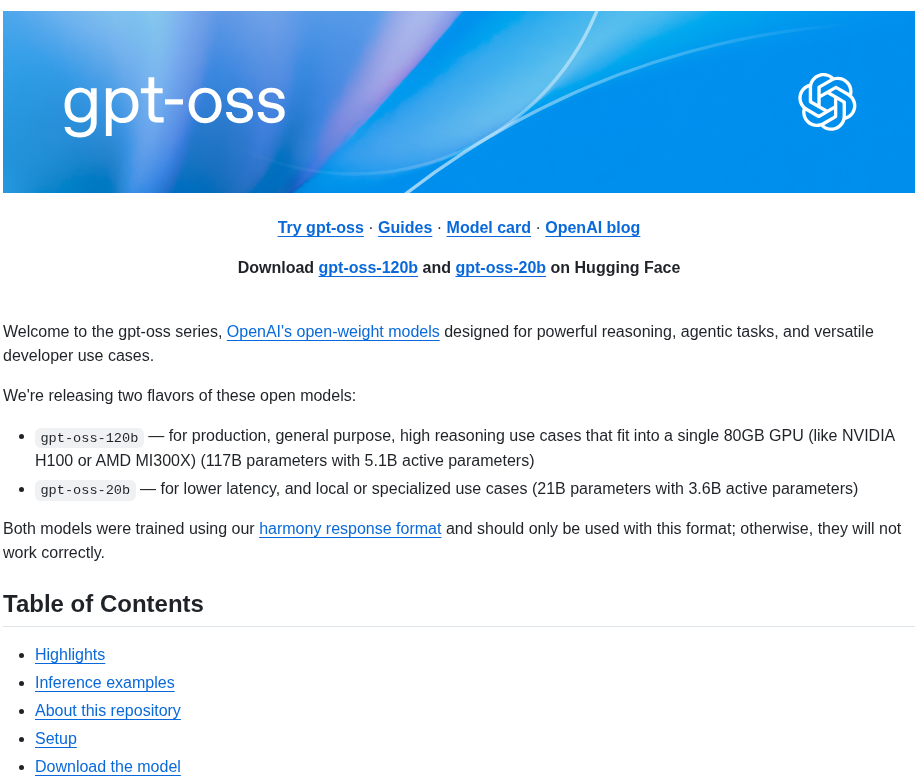 gpt-oss
Try gpt-oss · Guides · Model card · OpenAI blog
Download gpt-oss-120b and gpt-oss-20b on Hugging Face
Welcome to the gpt-oss series, OpenAI's open-weight models designed for powerful reasoning, agentic tasks, and versatile
developer use cases.
We're releasing two flavors of these open models:
• gpt-oss-120b — for production, general purpose, high reasoning use cases that fit into a single 80GB GPU (like NVIDIA
H100 or AMD MI300X) (117B parameters with 5.1B active parameters)
• gpt-oss-20b — for lower latency, and local or specialized use cases (21B parameters with 3.6B active parameters)
Both models were trained using our harmony response format and should only be used with this format; otherwise, they will not
work correctly.
Table of Contents
• Highlights
• Inference examples
• About this repository
• Setup
• Download the model